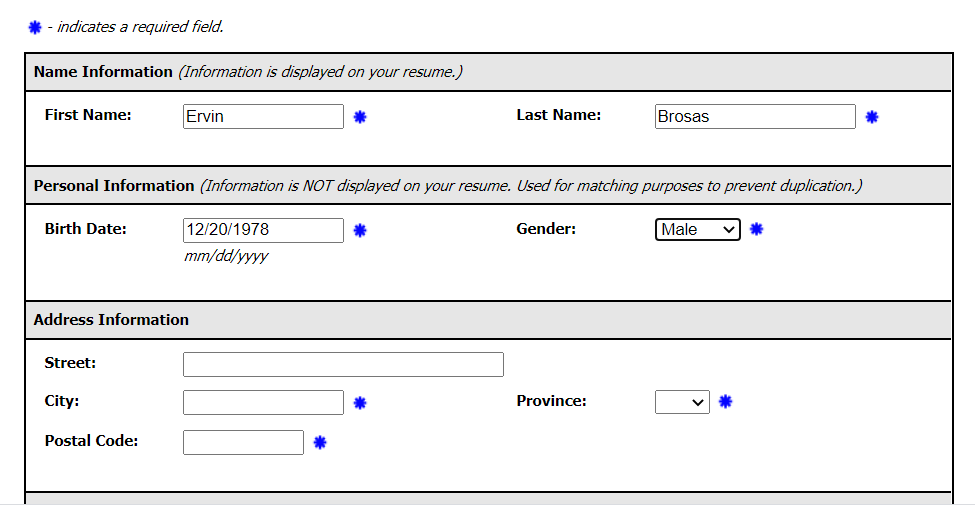 ✱ - indicates a required field.
Name Information (Information is displayed on your resume.)
First Name: Ervin ✱ Last Name: Brosas ✱
Personal Information (Information is NOT displayed on your resume. Used for matching purposes to prevent duplication.)
Birth Date: 12/20/1978 ✱ Gender: Male ✱
mm/dd/yyyy
Address Information
Street:
City: ✱ Province: ✱
Postal Code: ✱